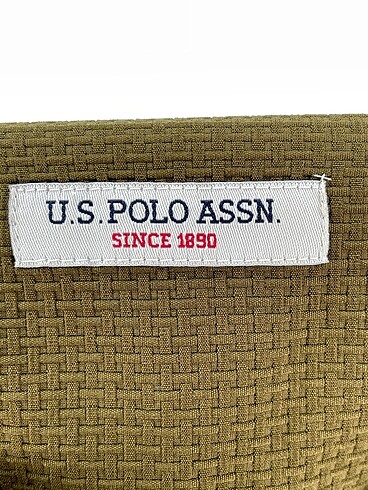 U.S. POLO ASSN.
SINCE 1890